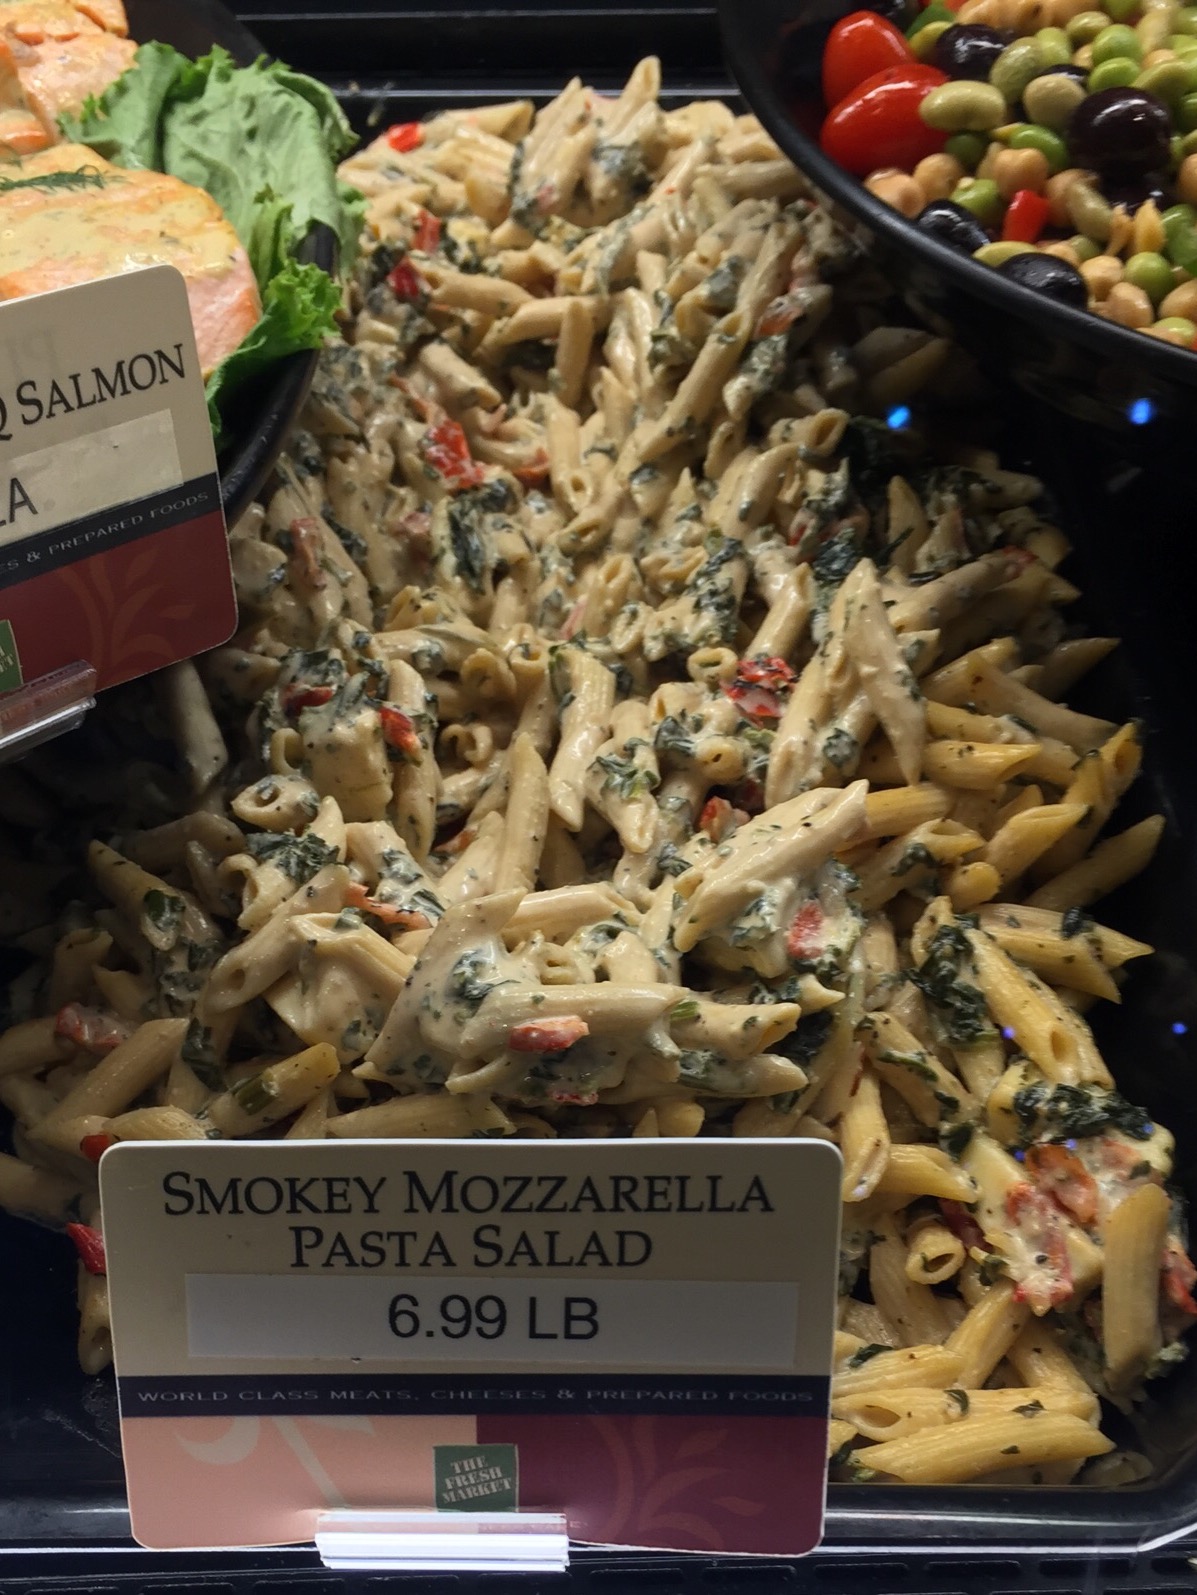 Q SALMON
LA
ES & PREPARED FOODS
SMOKEY MOZZARELLA
PASTA SALAD
6.99 LB
WORLD CLASS MEATS, CHEESES & PREPARED FOODS
THE
FRESH
MARKET